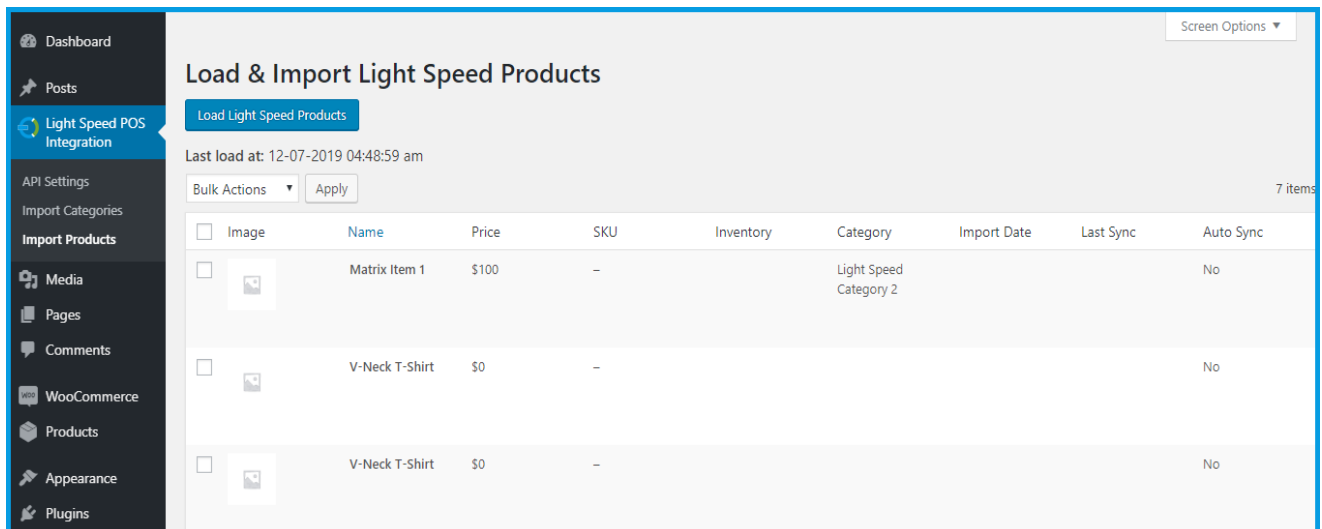 Screen Options ▼
Dashboard
Posts
Light Speed POS
Integration
API Settings
Import Categories
Import Products
Media
Pages
Comments
WOO
WooCommerce
Products
Appearance
Plugins
Load & Import Light Speed Products
Load Light Speed Products
Last load at: 12-07-2019 04:48:59 am
Bulk Actions ▼ Apply
7 items
Image Name Price SKU Inventory Category Import Date Last Sync Auto Sync
Matrix Item 1 $100 – Light Speed No
Category 2
V-Neck T-Shirt $0 – No
V-Neck T-Shirt $0 – No